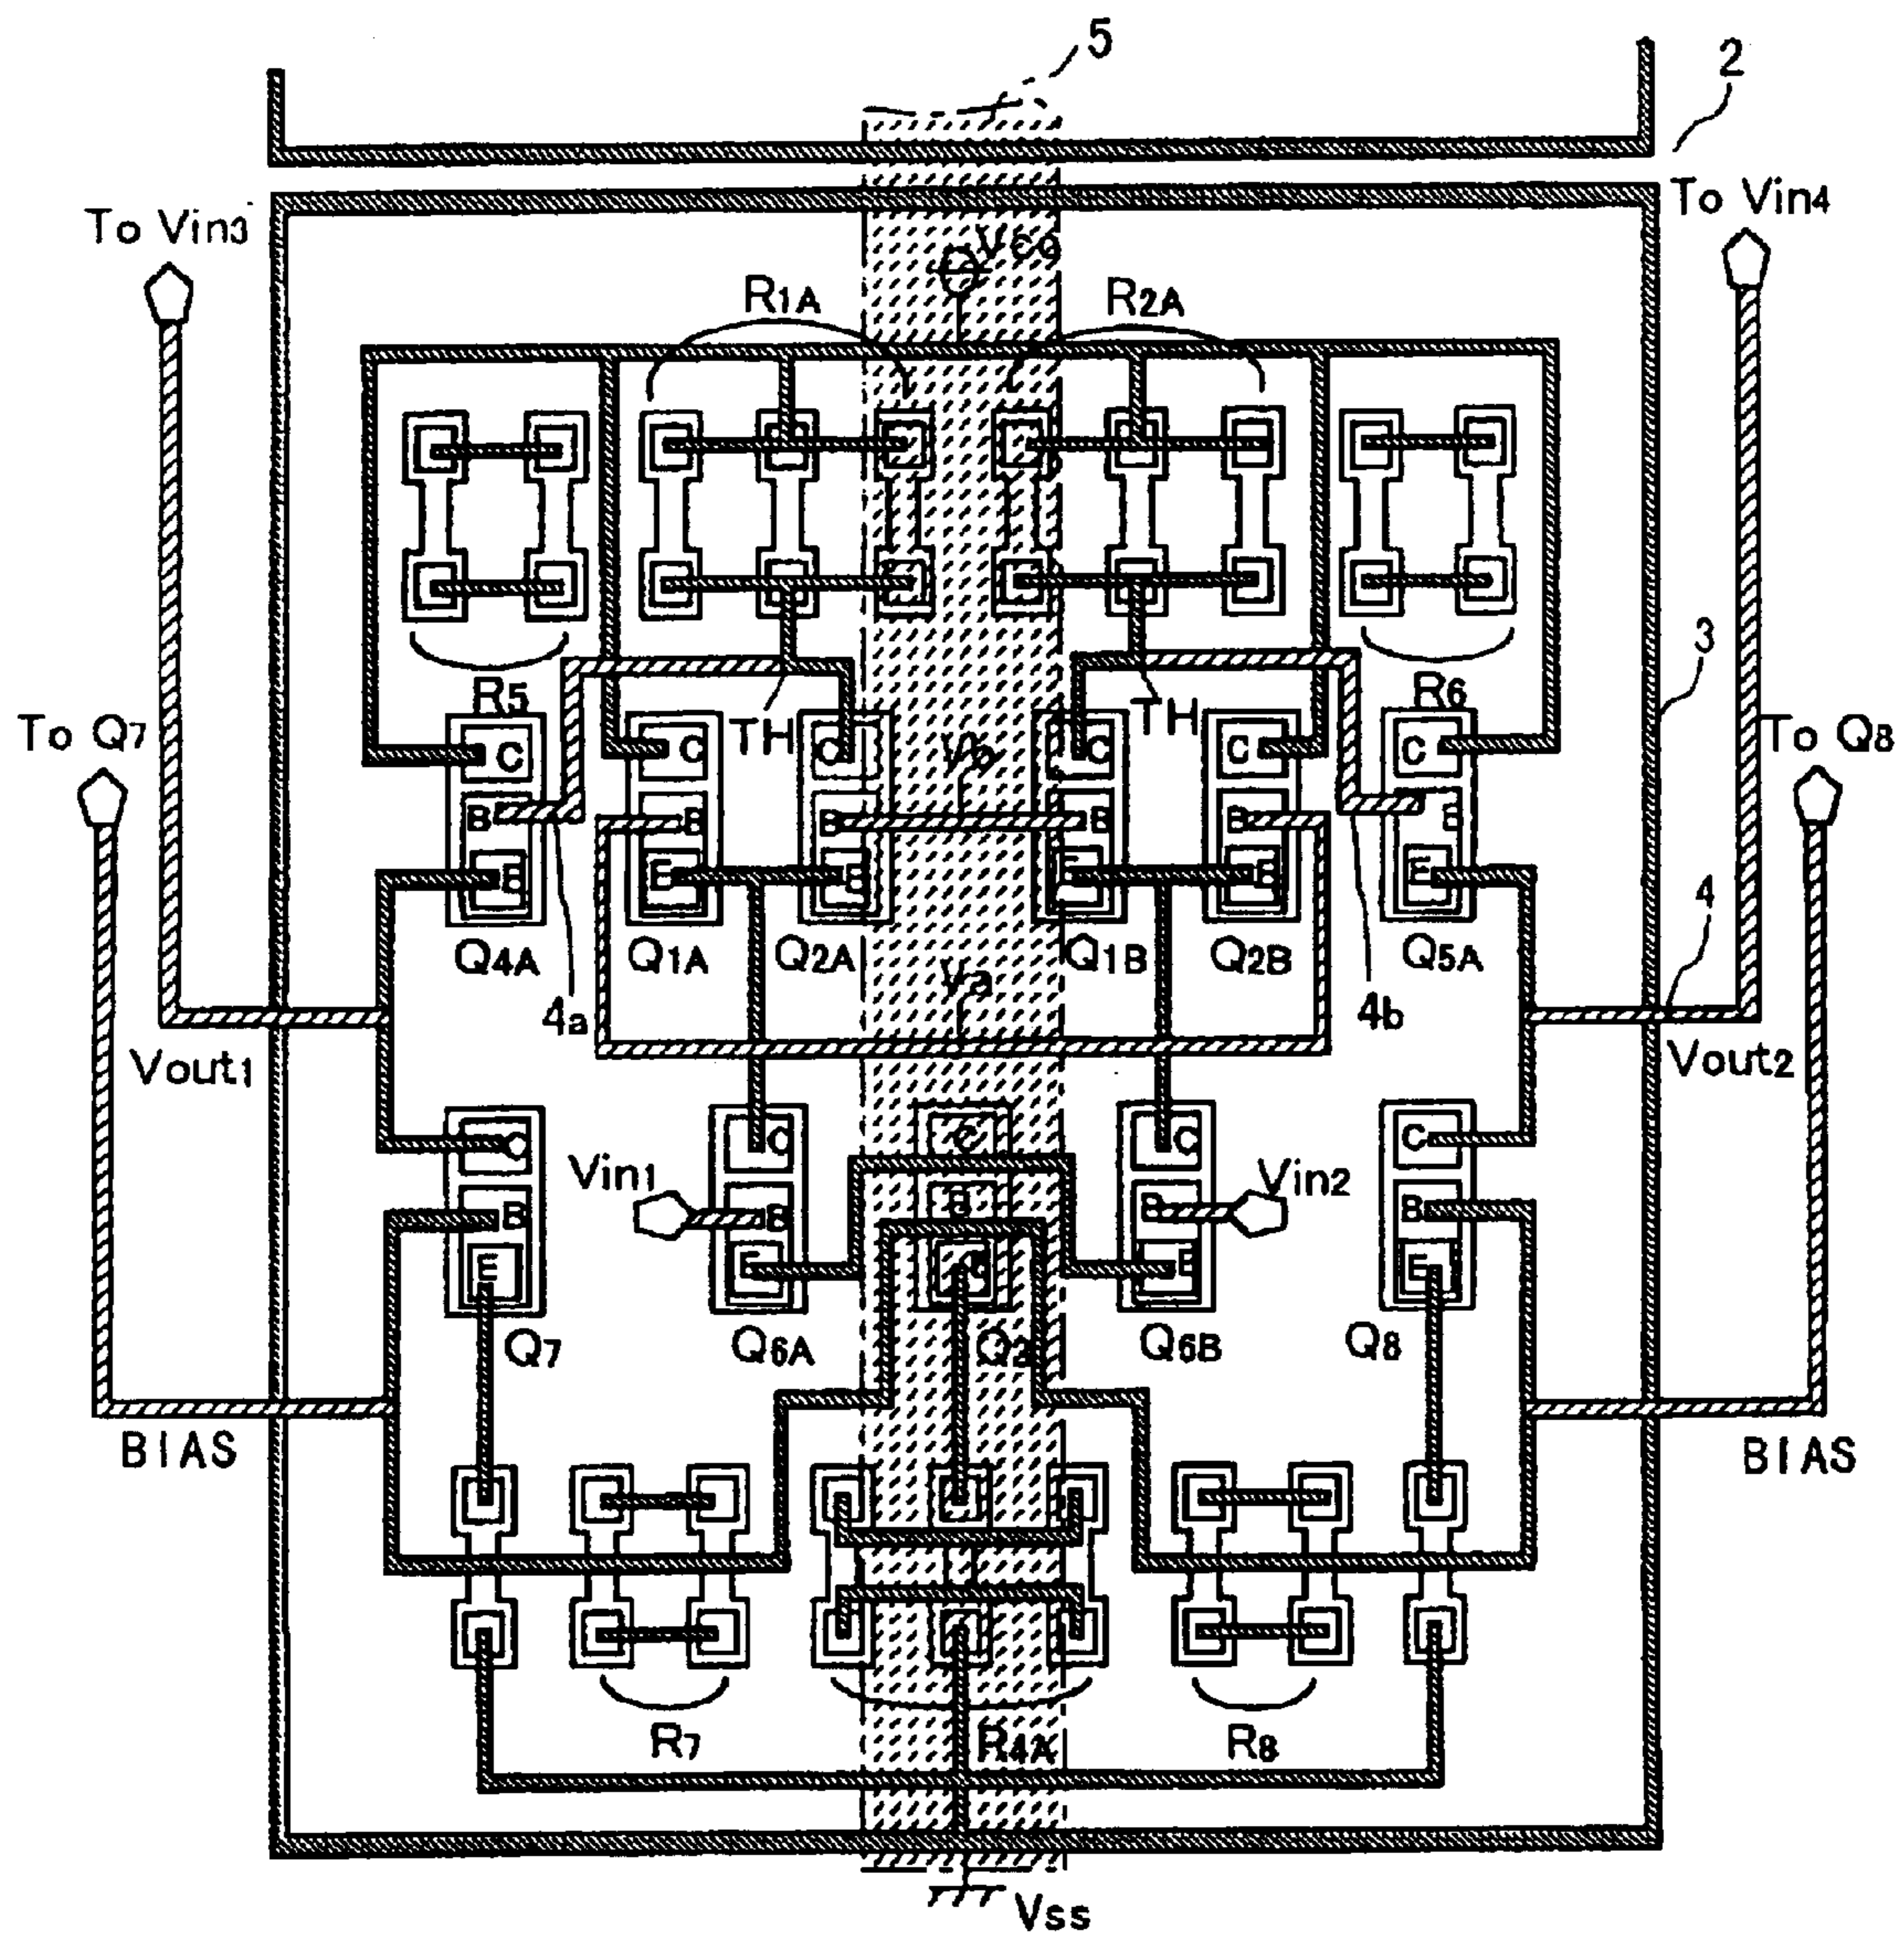 5
2
To Vin3
To Vin4
Vcc
R1A
R2A
3
R5
R6
To Q7
To Q8
TH
TH
C
C
C
C
C
C
Vb
B
B
B
B
B
B
E
E
E
E
E
E
4
Q4A
Q1A
Q2A
Q1B
Q2B
Q5A
Va
4a
4b
Vout1
Vout2
C
C
C
C
C
Vin1
Vin2
B
B
B
B
B
E
E
E
E
Q7
Q6A
Q3
Q6B
Q8
BIAS
BIAS
R7
R4A
R8
Vss